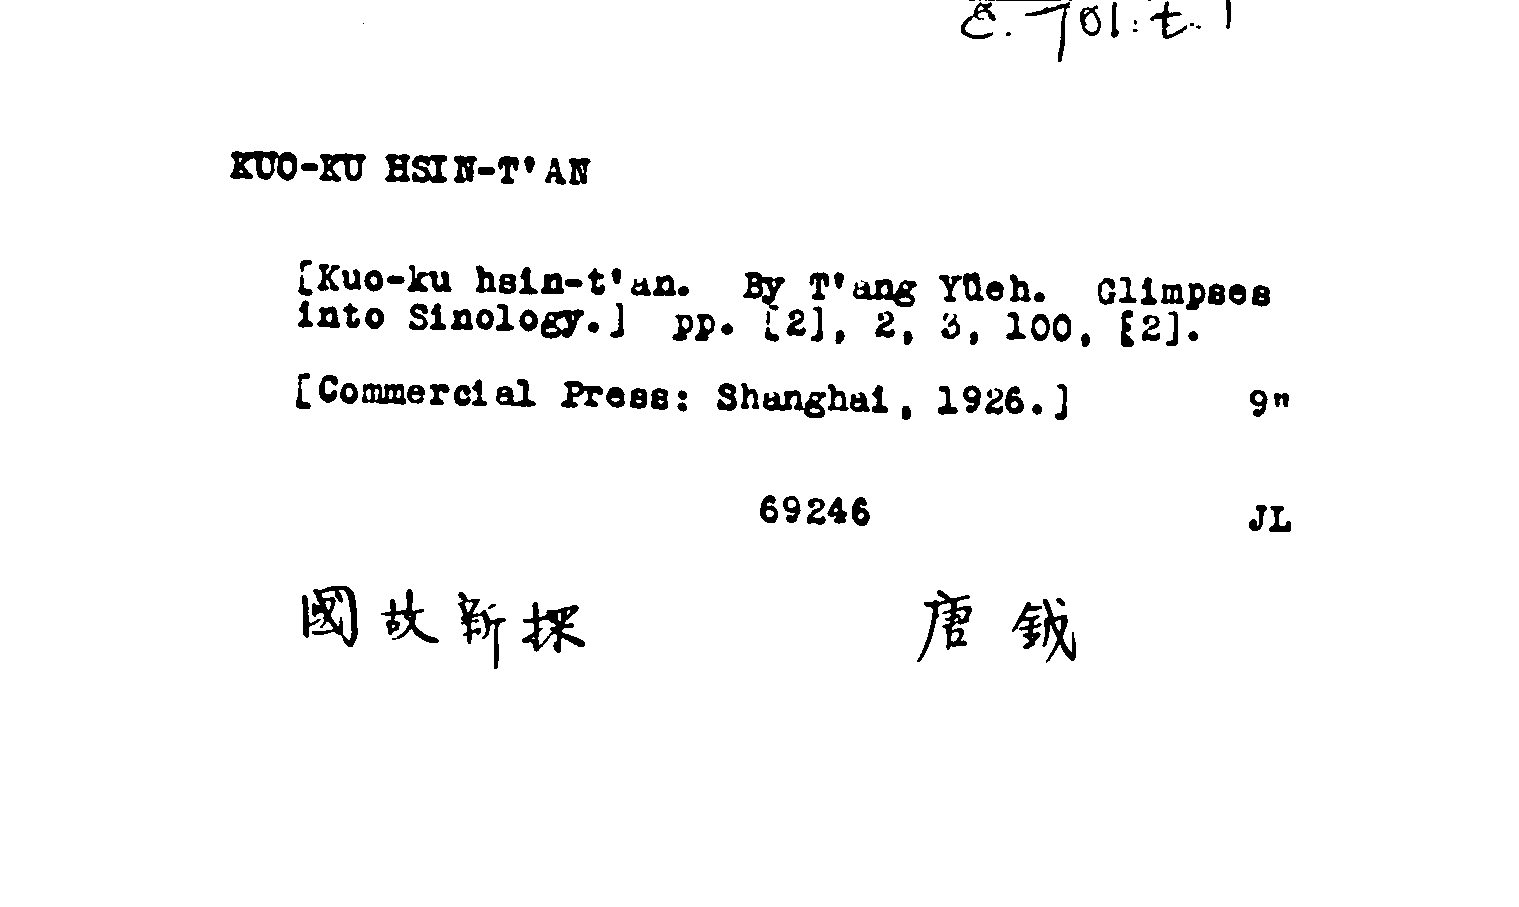 c. 701. t. 1
KUO-KU HSIN-T'AN
[Kuo-ku hsin-t'an. By T'ang Yüeh. Glimpses
into Sinology.] pp. [2], 2, 3, 100, [2].
[Commercial Press: Shanghai, 1926.] 9"
69246 JL
國故新探 唐鉞